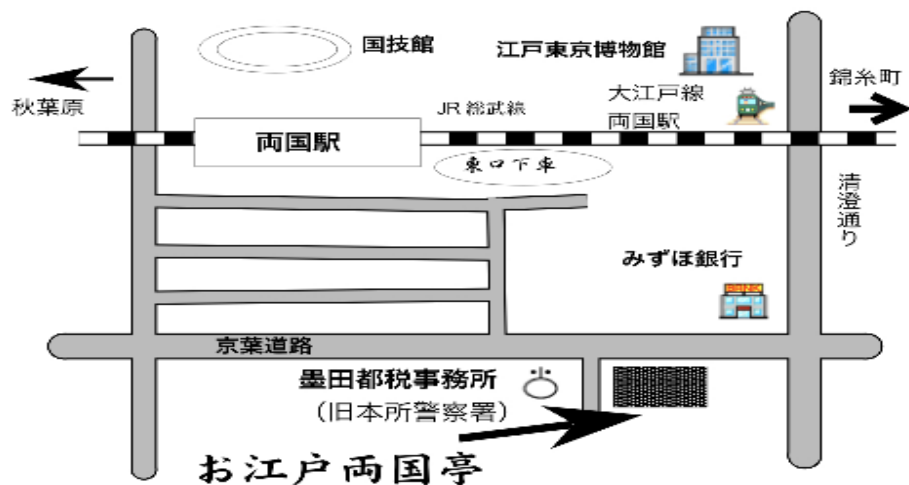 国技館
江戸東京博物館
錦糸町
秋葉原
JR 総武線
大江戸線
両国駅
両国駅
東口下車
清澄通り
みずほ銀行
BANK
京葉道路
墨田都税事務所
（旧本所警察署）
お江戸両国亭